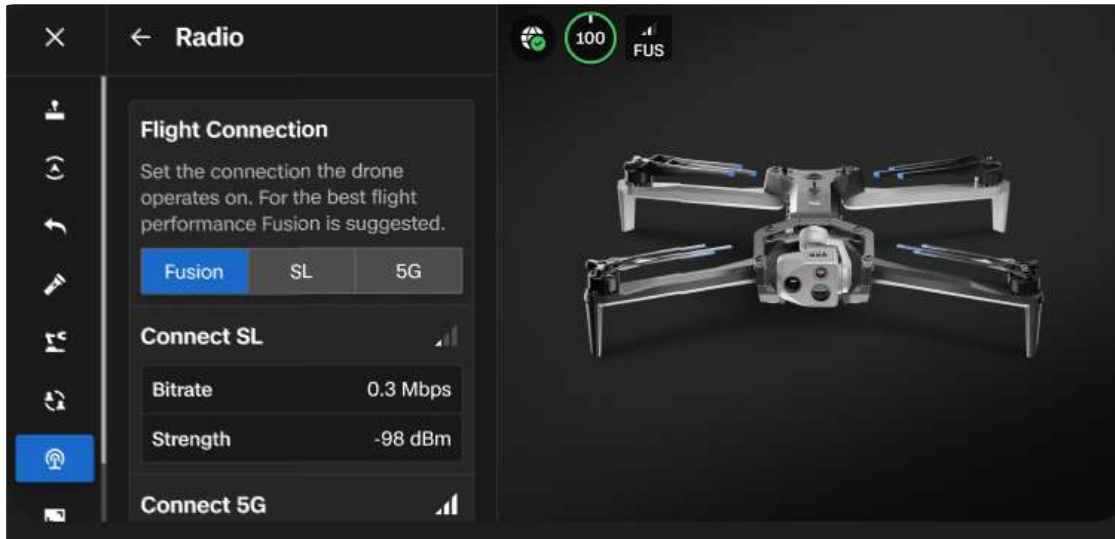 Radio
100
FUS
Flight Connection
Set the connection the drone
operates on. For the best flight
performance Fusion is suggested.
Fusion SL 5G
Connect SL
Bitrate 0.3 Mbps
Strength -98 dBm
Connect 5G